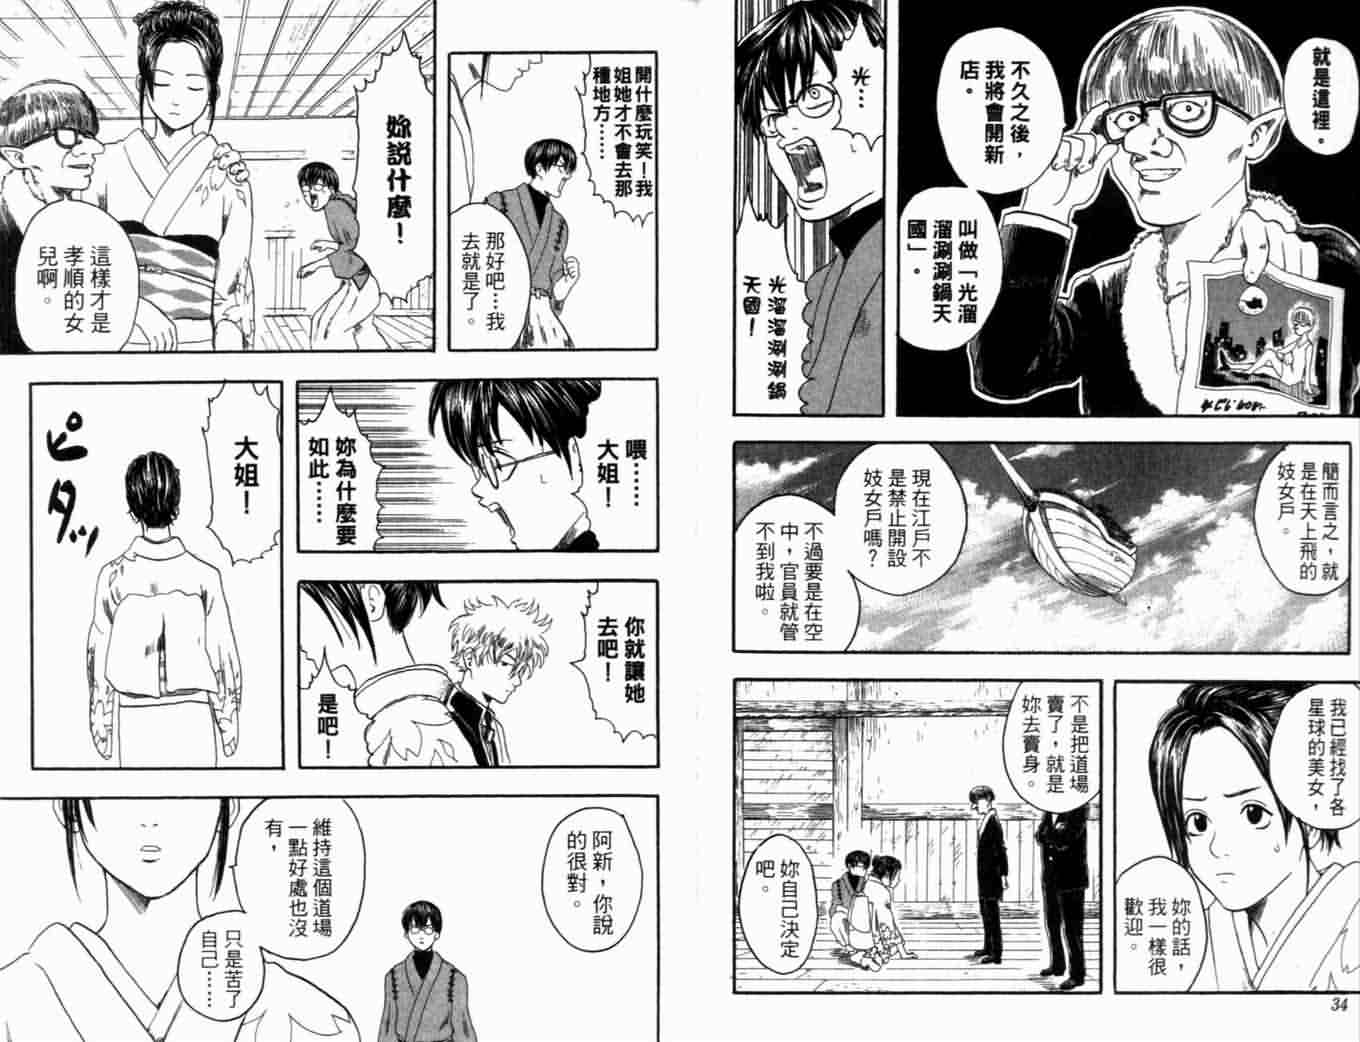 就是這裡。
不久之後，
我將會開新
店。
叫做「光溜
溜涮涮鍋天
國」。
光…
光溜溜涮涮鍋
天國！
簡而言之，就
是在天上飛的
妓女戶。
現在江戶不
是禁止開設
妓女戶嗎？
不過要是在空
中，官員就管
不到我啦。
我已經找了各
星球的美女，
妳的話，
我一樣很
歡迎。
不是把道場
賣了，就是
妳去賣身。
妳自己決定
吧。
34
開什麼玩笑！我
姐她才不會去那
種地方……
那好吧…我
去就是了。
妳說什麼！
這樣才是
孝順的女
兒啊。
喂……
大姐！
妳為什麼要
如此……
你就讓她
去吧！
是吧！
大姐！
ピタッ
阿新，你說
的很對。
維持這個道場
一點好處也沒
有，
只是苦了
自己……